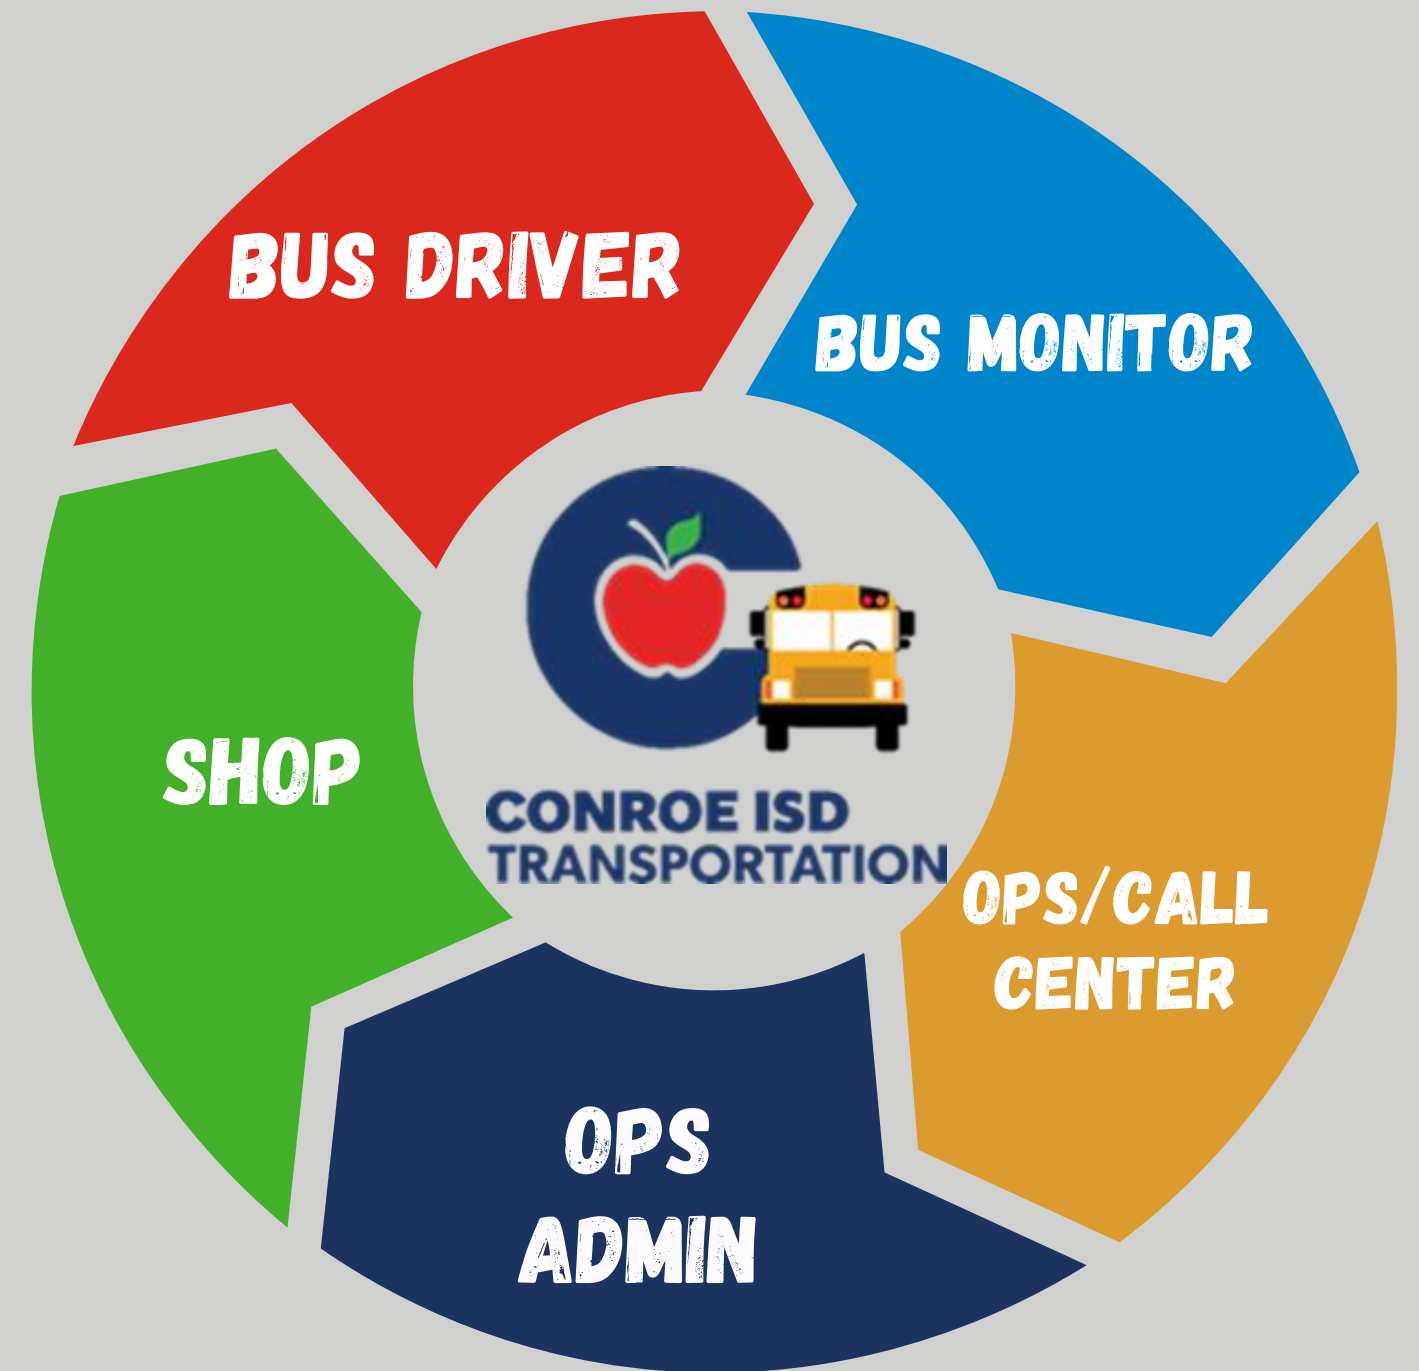 BUS DRIVER
BUS MONITOR
SHOP
CONROE ISD
TRANSPORTATION
OPS/CALL
CENTER
OPS
ADMIN